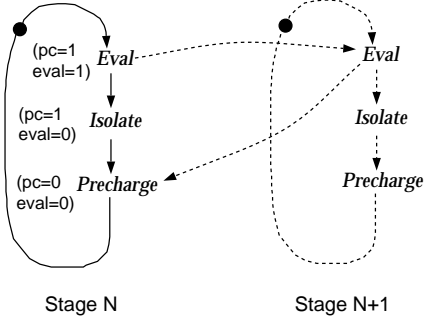 (pc=1
eval=1)
Eval
Eval
(pc=1
eval=0)
Isolate
Isolate
(pc=0
eval=0)
Precharge
Precharge
Stage N
Stage N+1